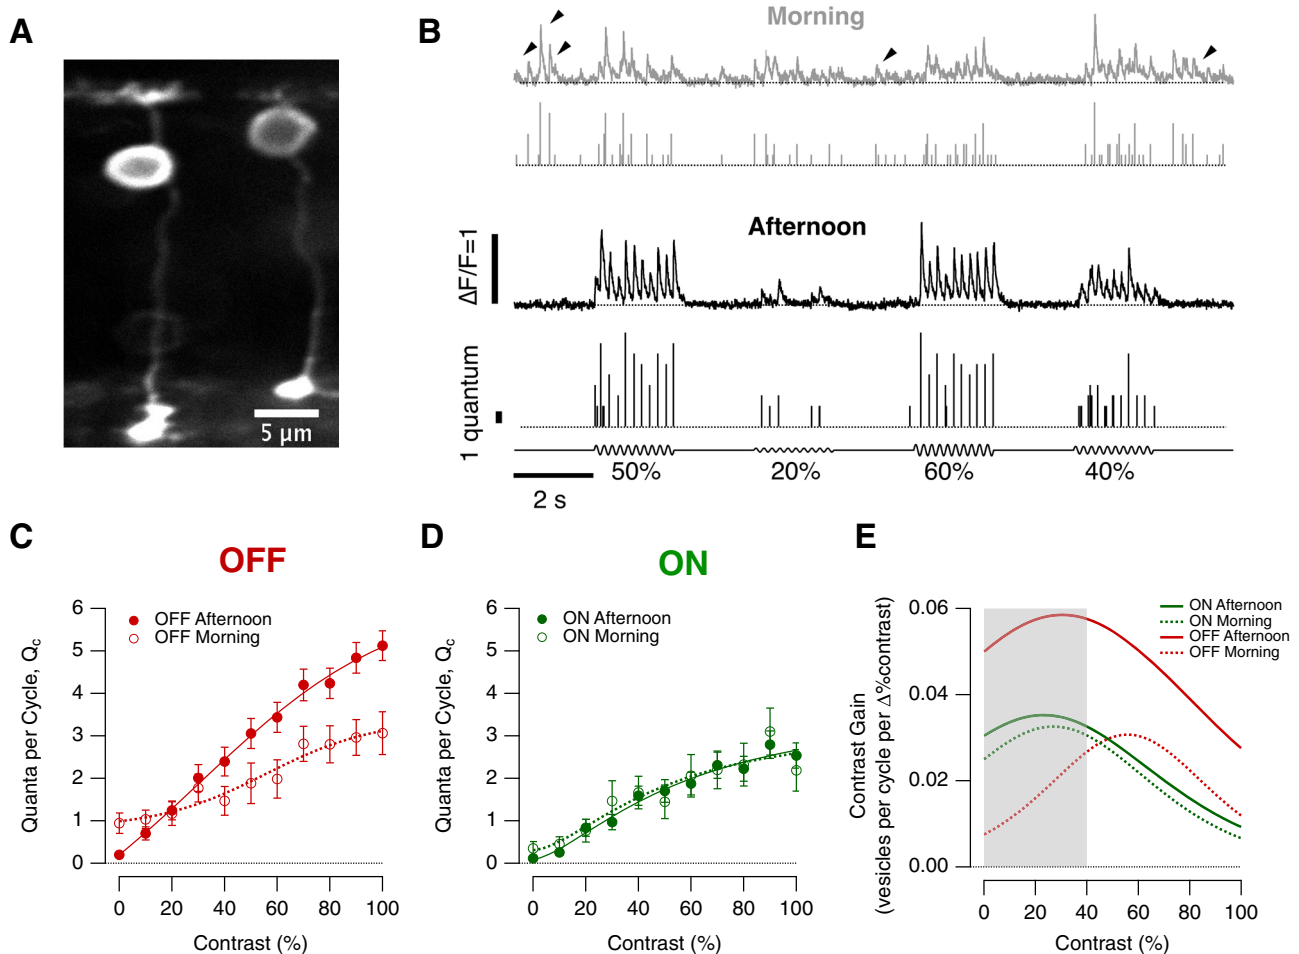 A
5 µm
B
Morning
Afternoon
ΔF/F=1
1 quantum
50%
20%
60%
40%
2 s
C
OFF
OFF Afternoon
OFF Morning
Quanta per Cycle, Qc
6
5
4
3
2
1
0
0 20 40 60 80 100
Contrast (%)
D
ON
ON Afternoon
ON Morning
Quanta per Cycle, Qc
6
5
4
3
2
1
0
0 20 40 60 80 100
Contrast (%)
E
ON Afternoon
ON Morning
OFF Afternoon
OFF Morning
Contrast Gain
(vesicles per cycle per Δ%contrast)
0.06
0.04
0.02
0.00
0 20 40 60 80 100
Contrast (%)